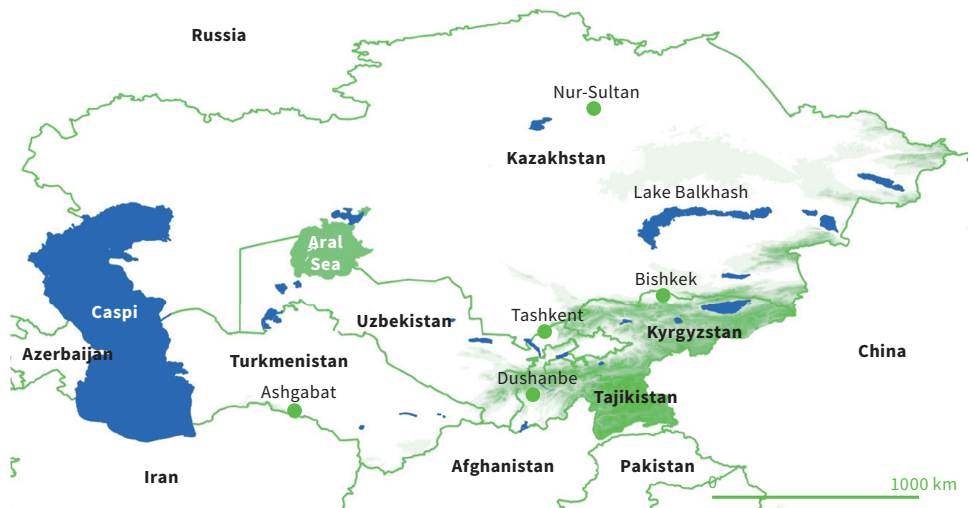 Russia
Nur-Sultan
Kazakhstan
Lake Balkhash
Aral
Sea
Bishkek
Caspi
Tashkent
Uzbekistan
Kyrgyzstan
Azerbaijan
Turkmenistan
China
Ashgabat
Dushanbe
Tajikistan
Afghanistan
Pakistan
Iran
0
1000 km